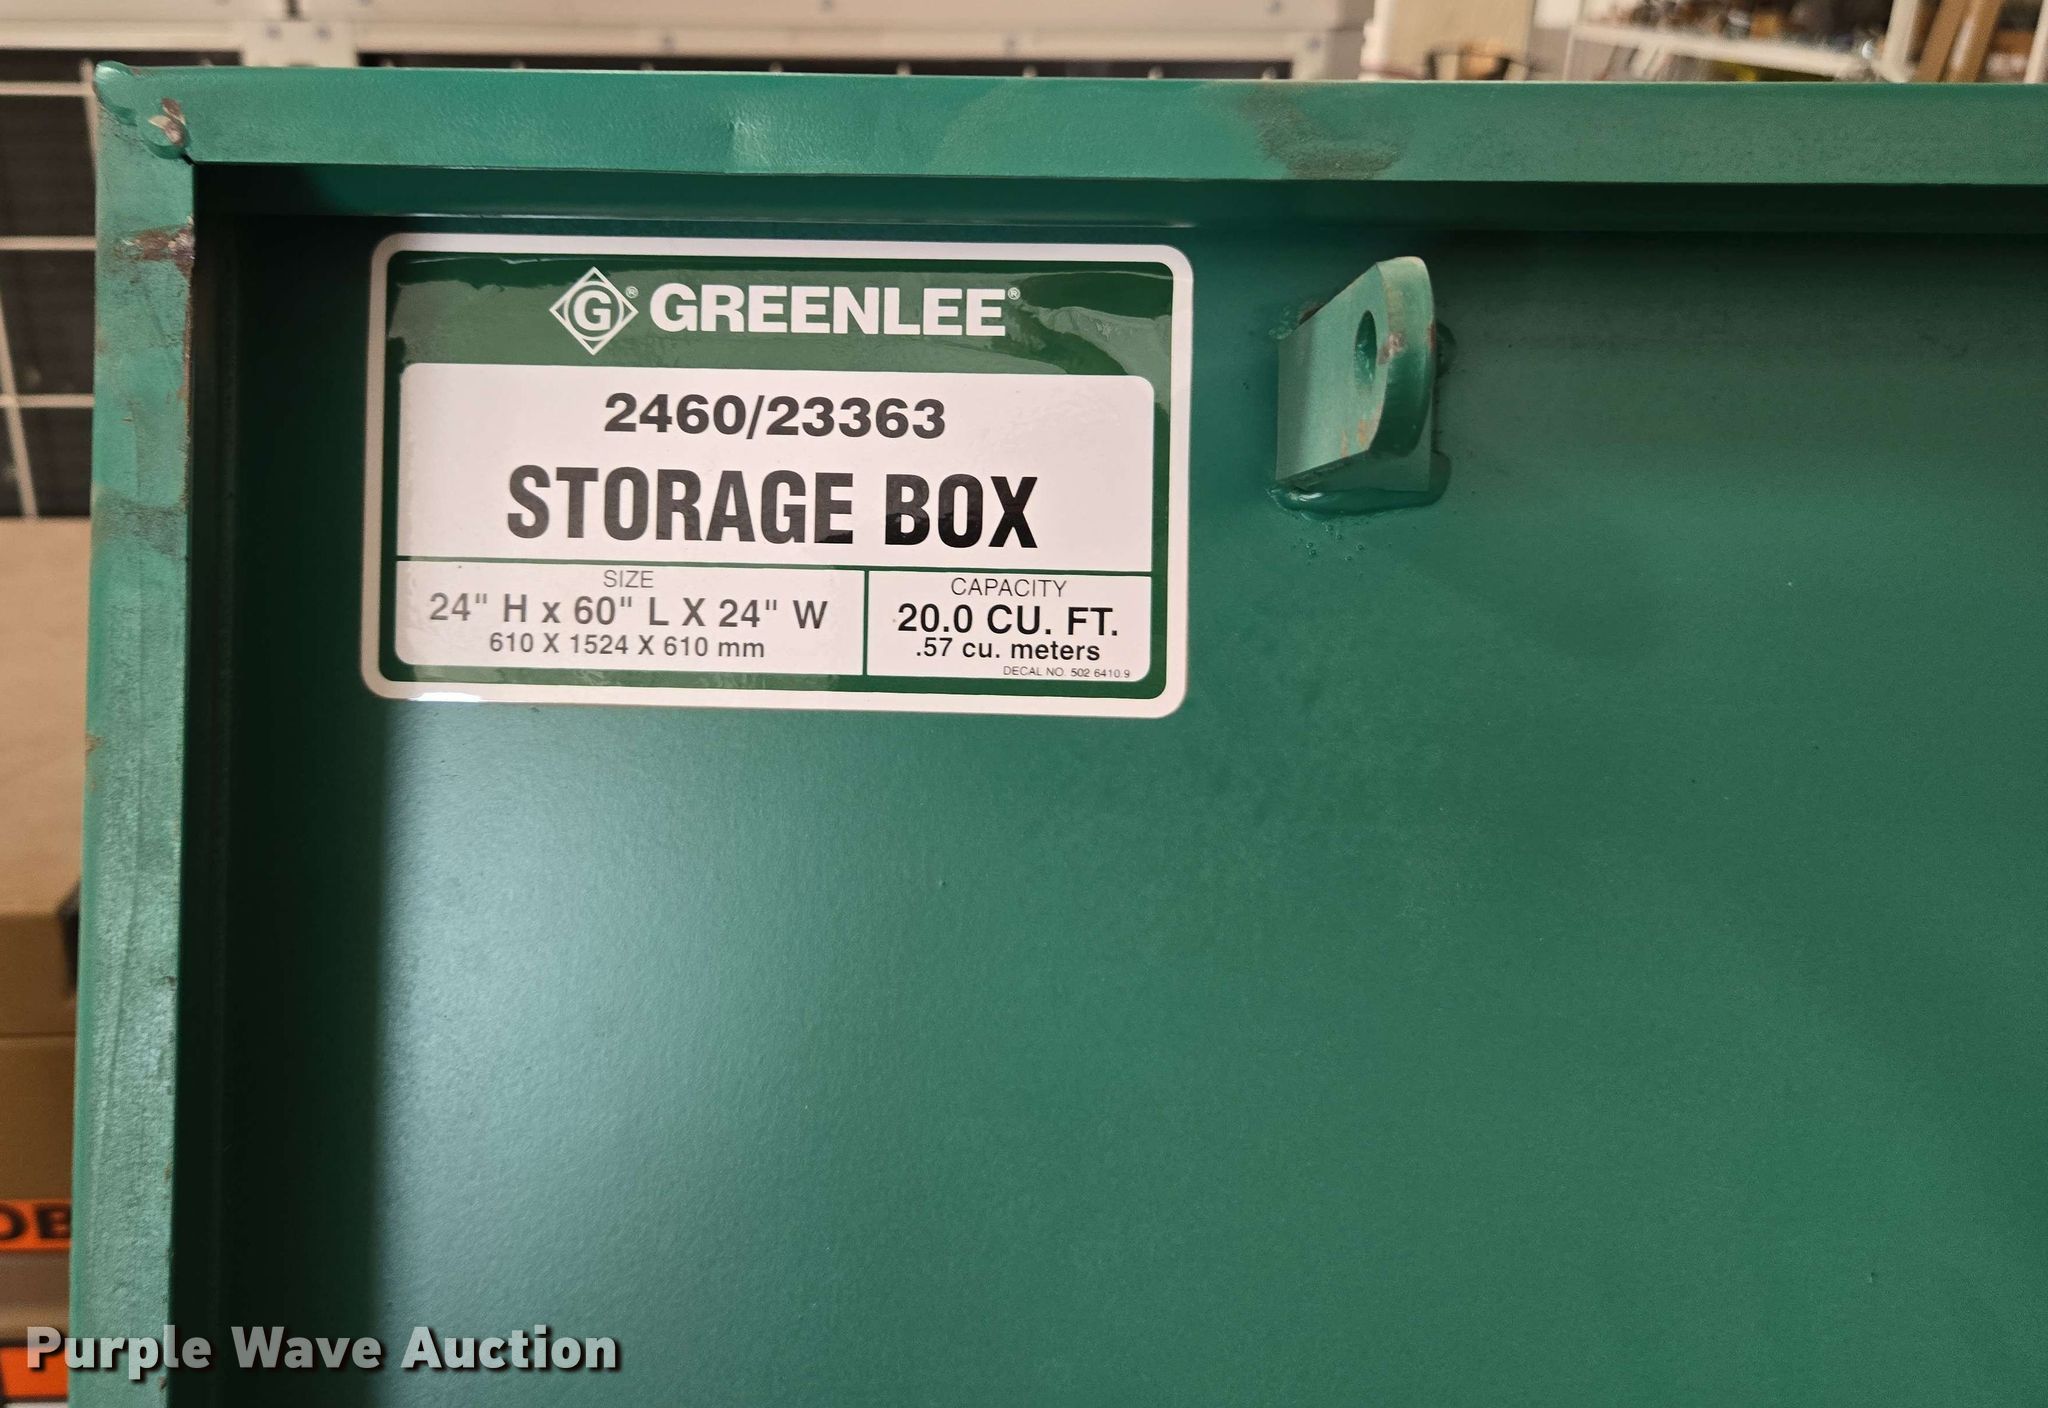 G® GREENLEE®
2460/23363
STORAGE BOX
SIZE
24" H x 60" L X 24" W
610 X 1524 X 610 mm
CAPACITY
20.0 CU. FT.
.57 cu. meters
DECAL NO. 502 6410.9
OB
Purple Wave Auction